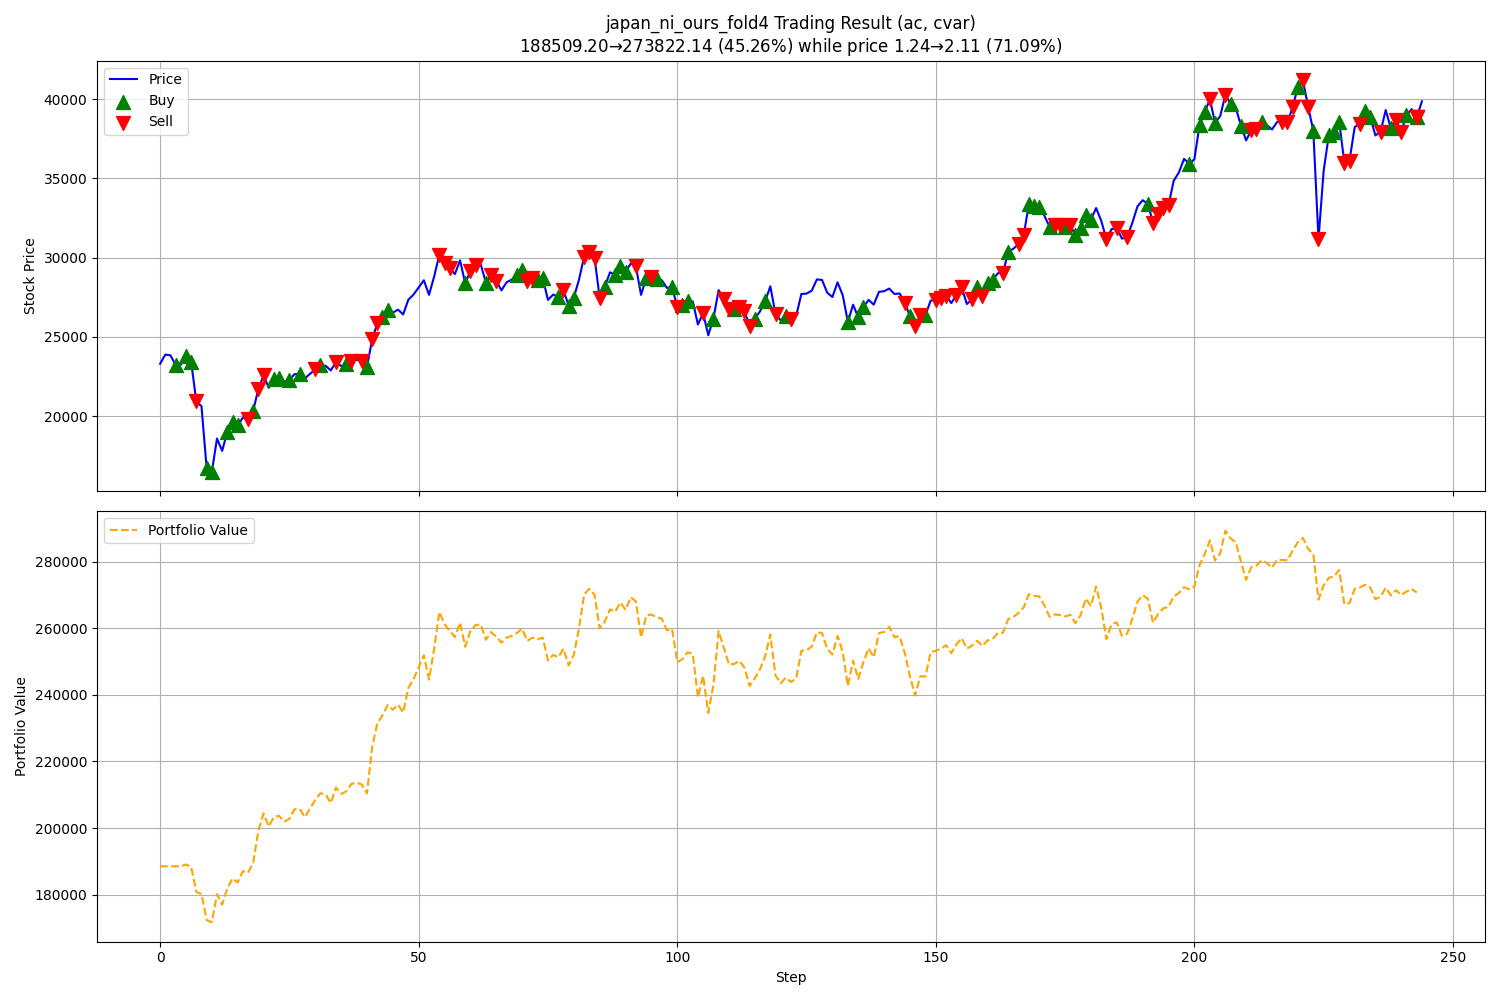 japan_ni_ours_fold4 Trading Result (ac, cvar)
188509.20→273822.14 (45.26%) while price 1.24→2.11 (71.09%)
Price
Buy
Sell
Stock Price
40000
35000
30000
25000
20000
Portfolio Value
Portfolio Value
280000
260000
240000
220000
200000
180000
0
50
100
150
200
250
Step